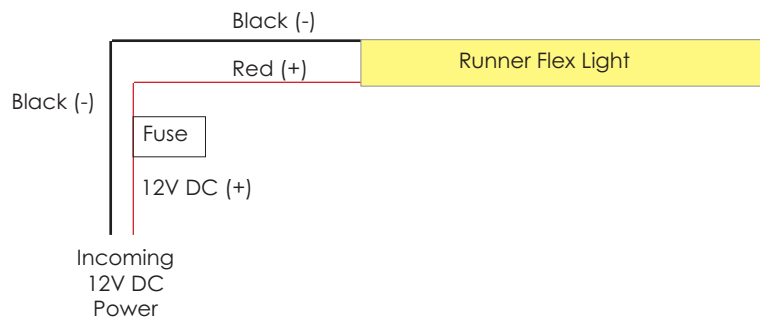 Black (-)
Red (+)
Runner Flex Light
Black (-)
Fuse
12V DC (+)
Incoming
12V DC
Power